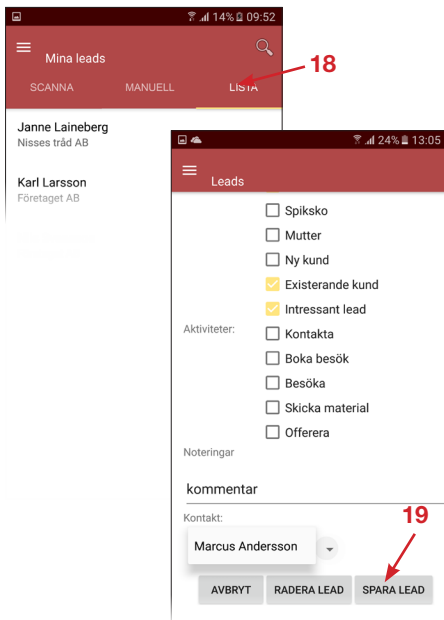 14% 09:52
Mina leads
18
SCANNA MANUELL LISTA
Janne Laineberg
Nisses tråd AB
Karl Larsson
Företaget AB
24% 13:05
Leads
Spiksko
Mutter
Ny kund
Existerande kund
Intressant lead
Aktiviteter: Kontakta
Boka besök
Besöka
Skicka material
Offerera
Noteringar
kommentar
Kontakt:
19
Marcus Andersson
AVBRYT RADERA LEAD SPARA LEAD